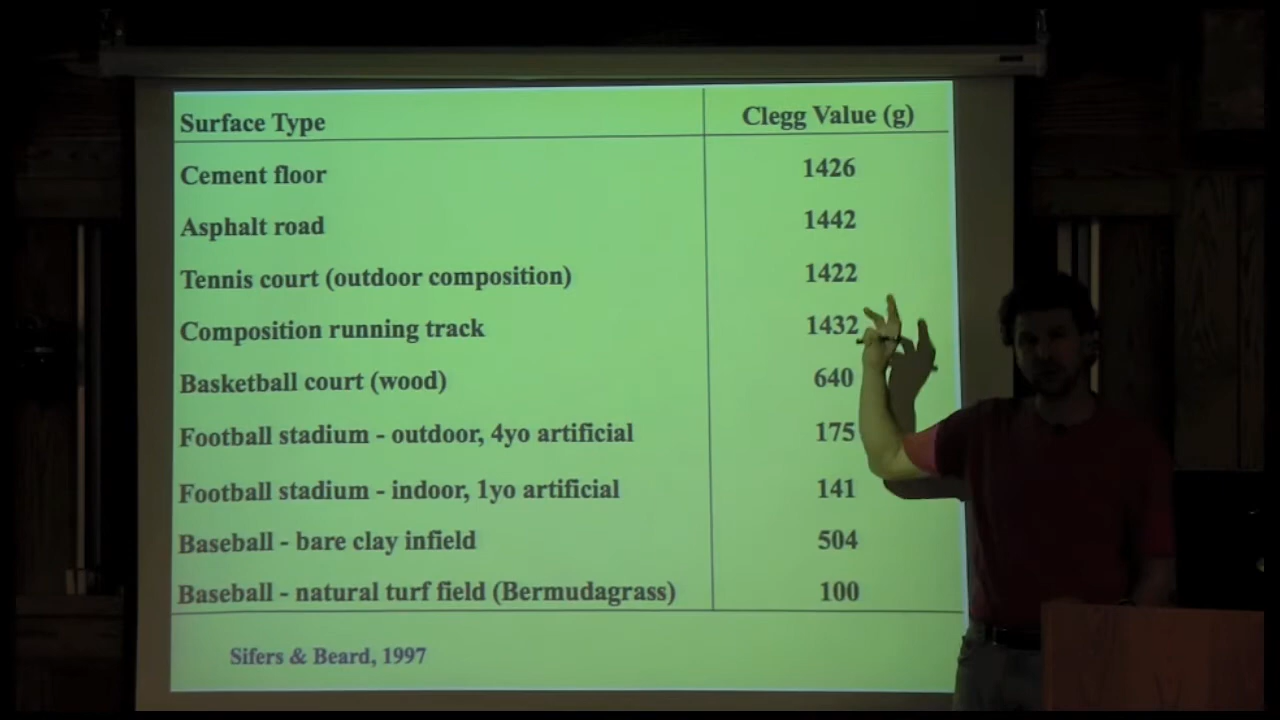 Surface Type Clegg Value (g)
Cement floor 1426
Asphalt road 1442
Tennis court (outdoor composition) 1422
Composition running track 1432
Basketball court (wood) 640
Football stadium - outdoor, 4yo artificial 175
Football stadium - indoor, 1yo artificial 141
Baseball - bare clay infield 504
Baseball - natural turf field (Bermudagrass) 100
Sifers & Beard, 1997